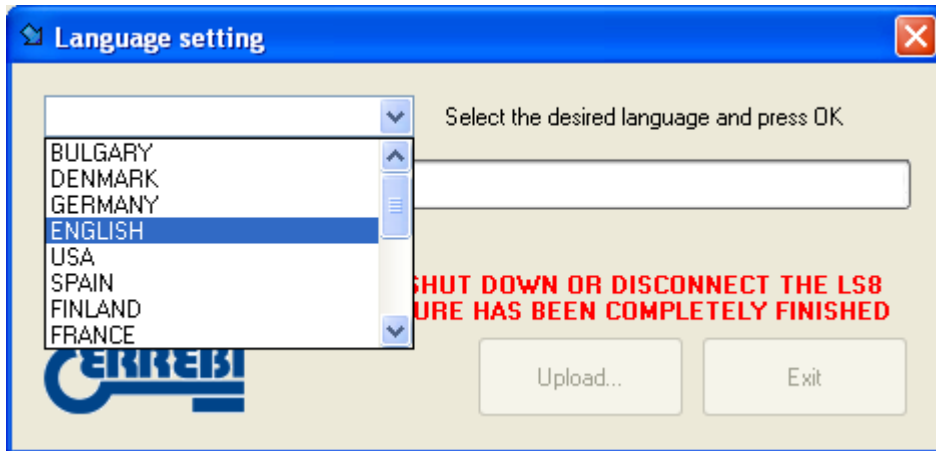 Language setting
Select the desired language and press OK
BULGARY
DENMARK
GERMANY
ENGLISH
USA
SPAIN
FINLAND
FRANCE
SHUT DOWN OR DISCONNECT THE LS8
URE HAS BEEN COMPLETELY FINISHED
ERREBI
Upload...
Exit